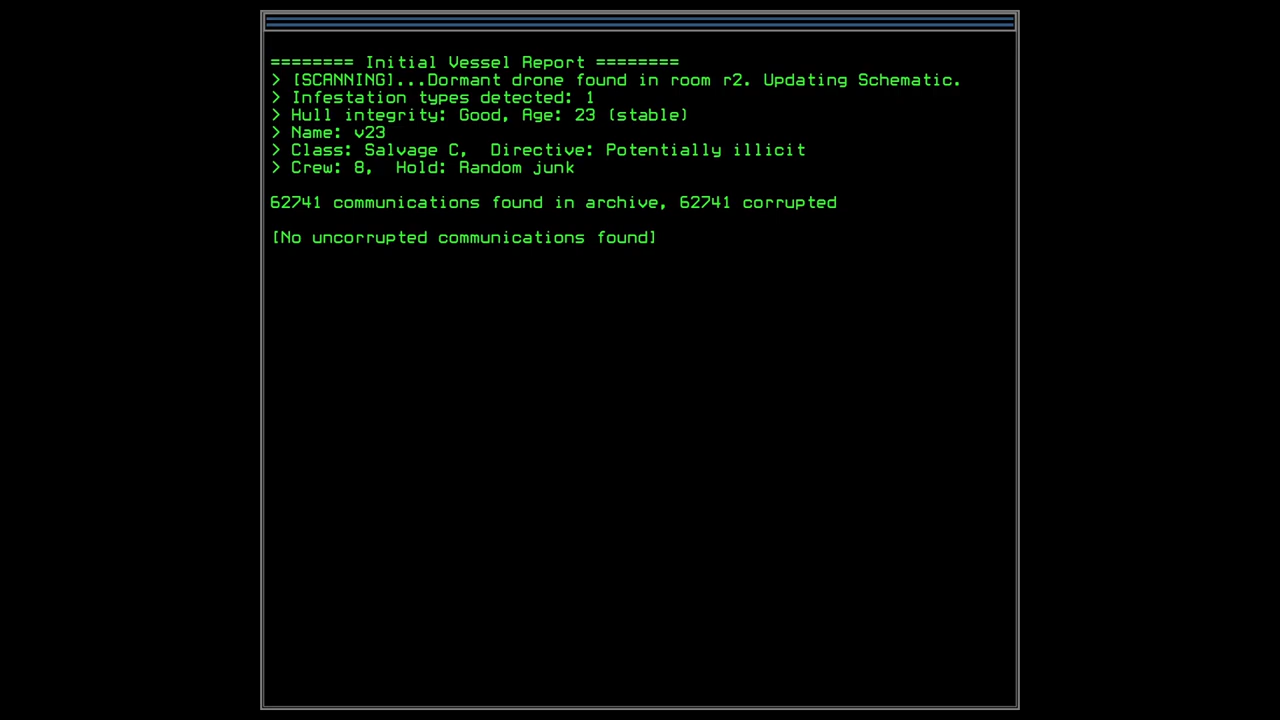 ======== Initial Vessel Report ========
> [SCANNING]...Dormant drone found in room r2. Updating Schematic.
> Infestation types detected: 1
> Hull integrity: Good, Age: 23 (stable)
> Name: v23
> Class: Salvage C,  Directive: Potentially illicit
> Crew: 8,  Hold: Random junk
62741 communications found in archive, 62741 corrupted
[No uncorrupted communications found]